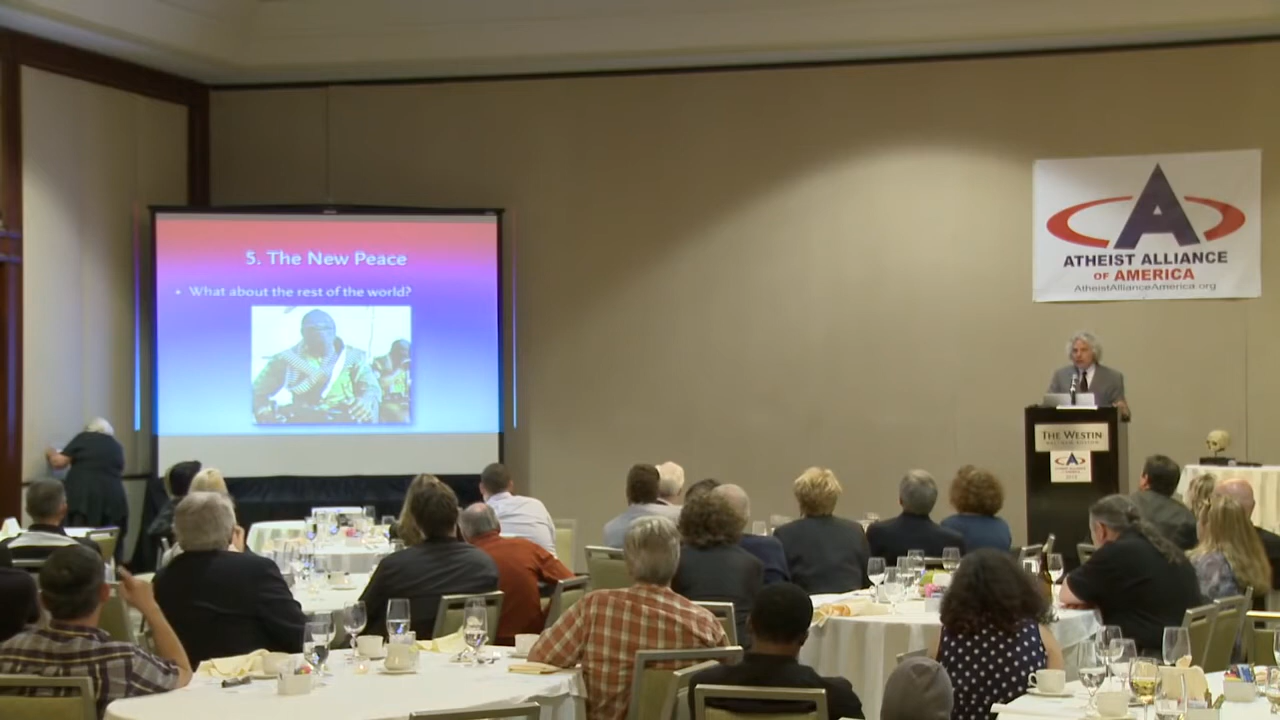 5. The New Peace
• What about the rest of the world?
A
ATHEIST ALLIANCE
OF AMERICA
AtheistAllianceAmerica.org
THE WESTIN
A